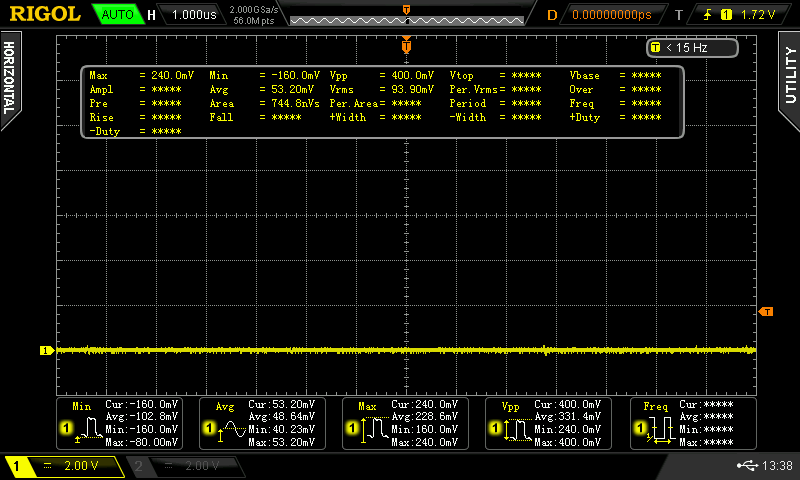 RIGOL AUTO H 1.000us 2.000GSa/s 56.0M pts T D 0.00000000ps T 1 1.72 V
HORIZONTAL
UTILITY
T
T < 15 Hz
Max = 240.0mV Min = -160.0mV Vpp = 400.0mV Vtop = ***** Vbase = *****
Ampl = ***** Avg = 53.20mV Vrms = 93.90mV Per.Vrms= ***** Over = *****
Pre = ***** Area = 744.8nVs Per.Area= ***** Period = ***** Freq = *****
Rise = ***** Fall = ***** +Width = ***** -Width = ***** +Duty = *****
-Duty = *****
T
1
Min Cur:-160.0mV Avg Cur:53.20mV Max Cur:240.0mV Vpp Cur:400.0mV Freq Cur:*****
Avg:-102.8mV Avg:48.64mV Avg:228.6mV Avg:331.4mV Avg:*****
1 Min:-160.0mV 1 Min:40.23mV 1 Min:160.0mV 1 Min:240.0mV 1 Min:*****
Max:-80.00mV Max:53.20mV Max:240.0mV Max:400.0mV Max:*****
1 2.00 V 2 2.00 V 13:38